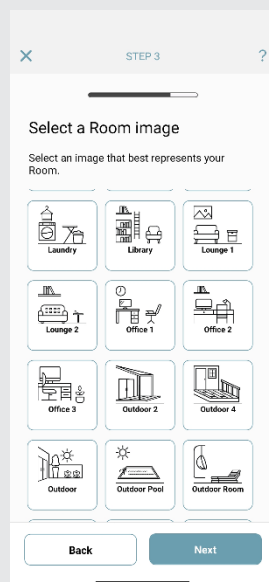 STEP 3
?
Select a Room image
Select an image that best represents your
Room.
Laundry
Library
Lounge 1
Lounge 2
Office 1
Office 2
Office 3
Outdoor 2
Outdoor 4
Outdoor
Outdoor Pool
Outdoor Room
Back
Next